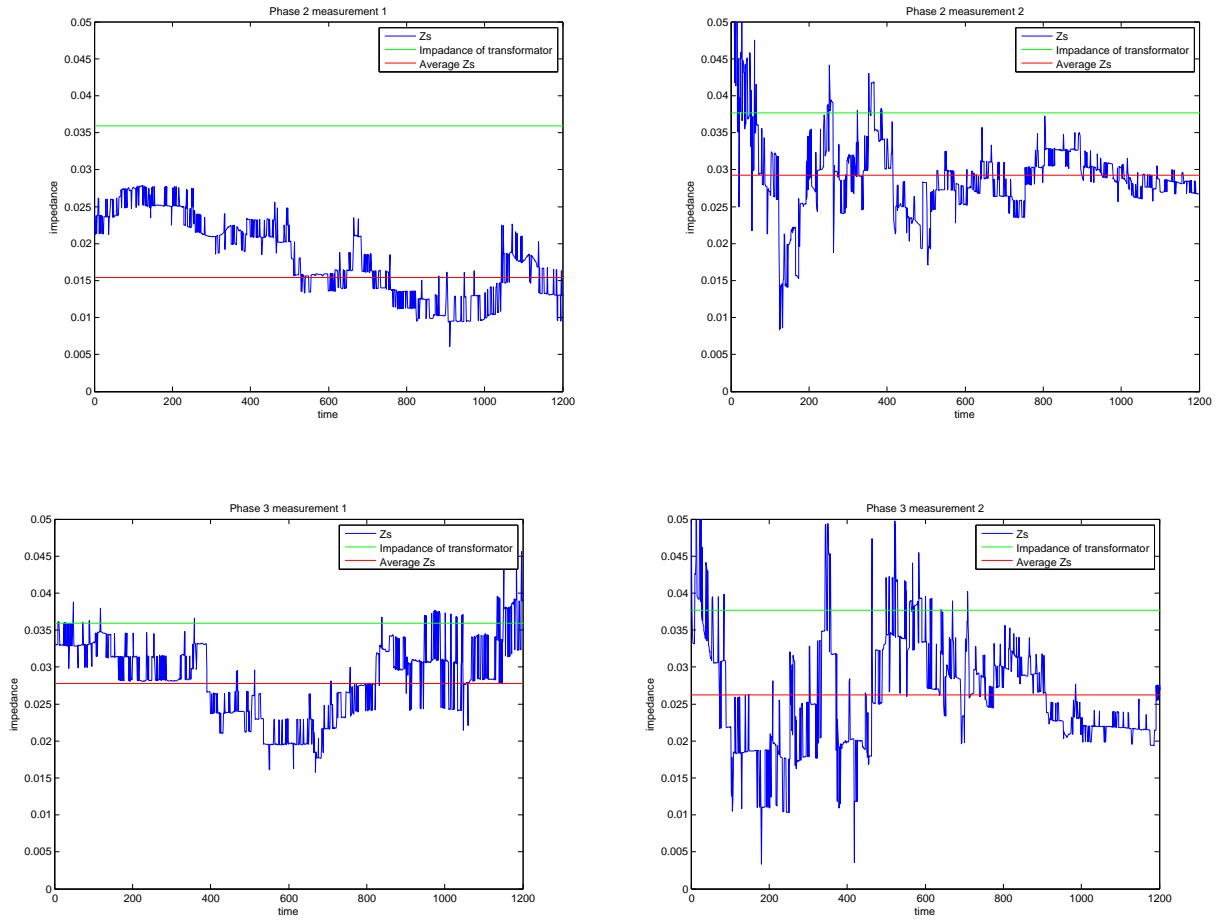 Phase 2 measurement 1
0.05
0.045
0.04
0.035
0.03
0.025
0.02
0.015
0.01
0.005
0
impedance
0 200 400 600 800 1000 1200
time
Zs
Impadance of transformator
Average Zs
Phase 2 measurement 2
0.05
0.045
0.04
0.035
0.03
0.025
0.02
0.015
0.01
0.005
0
impedance
0 200 400 600 800 1000 1200
time
Zs
Impadance of transformator
Average Zs
Phase 3 measurement 1
0.05
0.045
0.04
0.035
0.03
0.025
0.02
0.015
0.01
0.005
0
impedance
0 200 400 600 800 1000 1200
time
Zs
Impadance of transformator
Average Zs
Phase 3 measurement 2
0.05
0.045
0.04
0.035
0.03
0.025
0.02
0.015
0.01
0.005
0
impedance
0 200 400 600 800 1000 1200
time
Zs
Impadance of transformator
Average Zs